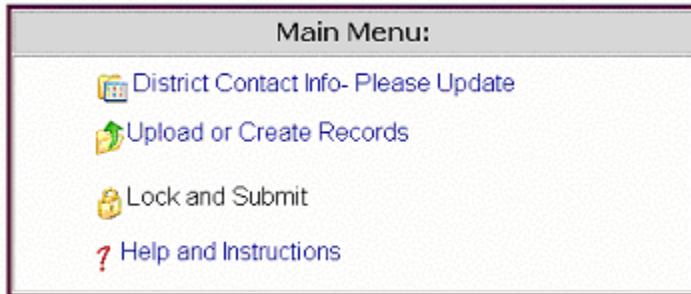 Main Menu:
District Contact Info- Please Update
Upload or Create Records
Lock and Submit
Help and Instructions